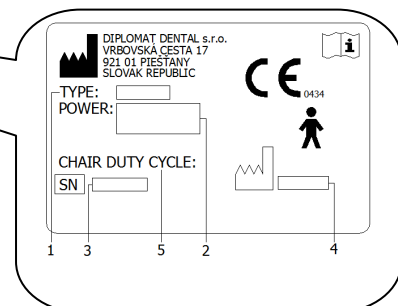 DIPLOMAT DENTAL s.r.o.
VRBOVSKÁ CESTA 17
921 01 PIEŠŤANY
SLOVAK REPUBLIC
i
CE 0434
TYPE:
POWER:
CHAIR DUTY CYCLE:
SN
1 3 5 2 4